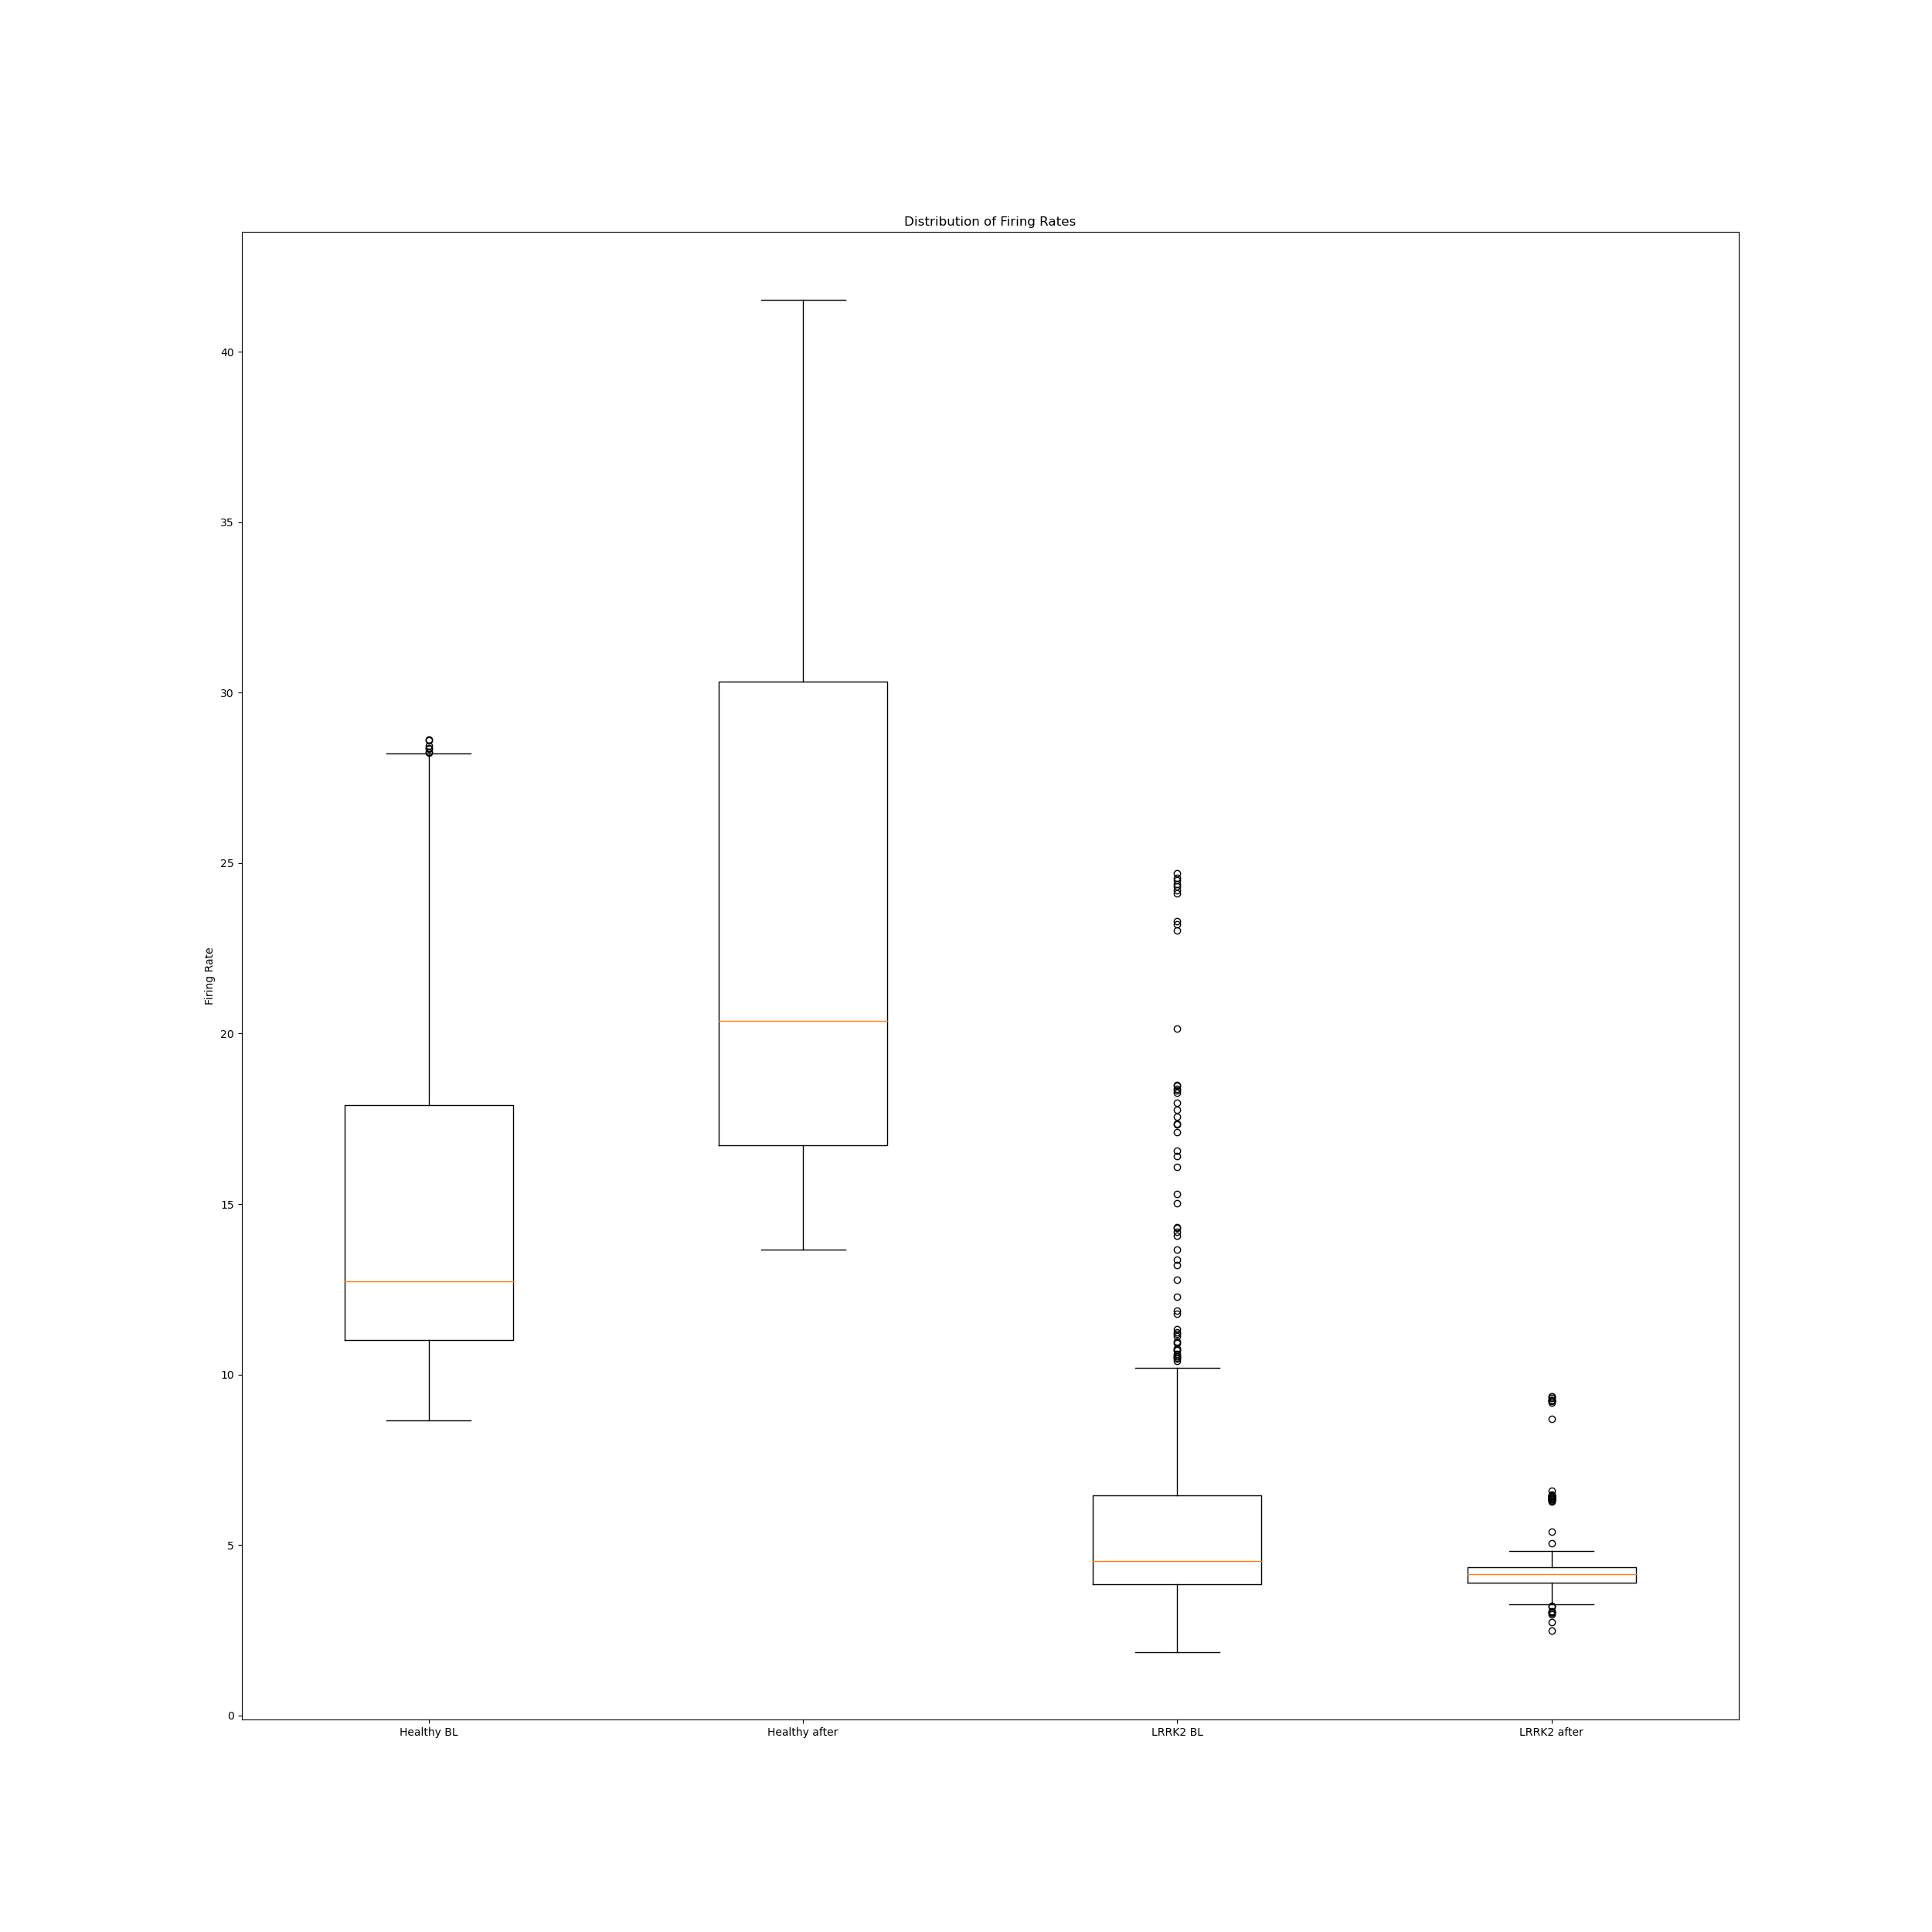 Distribution of Firing Rates
40
35
30
25
20
15
10
5
0
Firing Rate
Healthy BL
Healthy after
LRRK2 BL
LRRK2 after